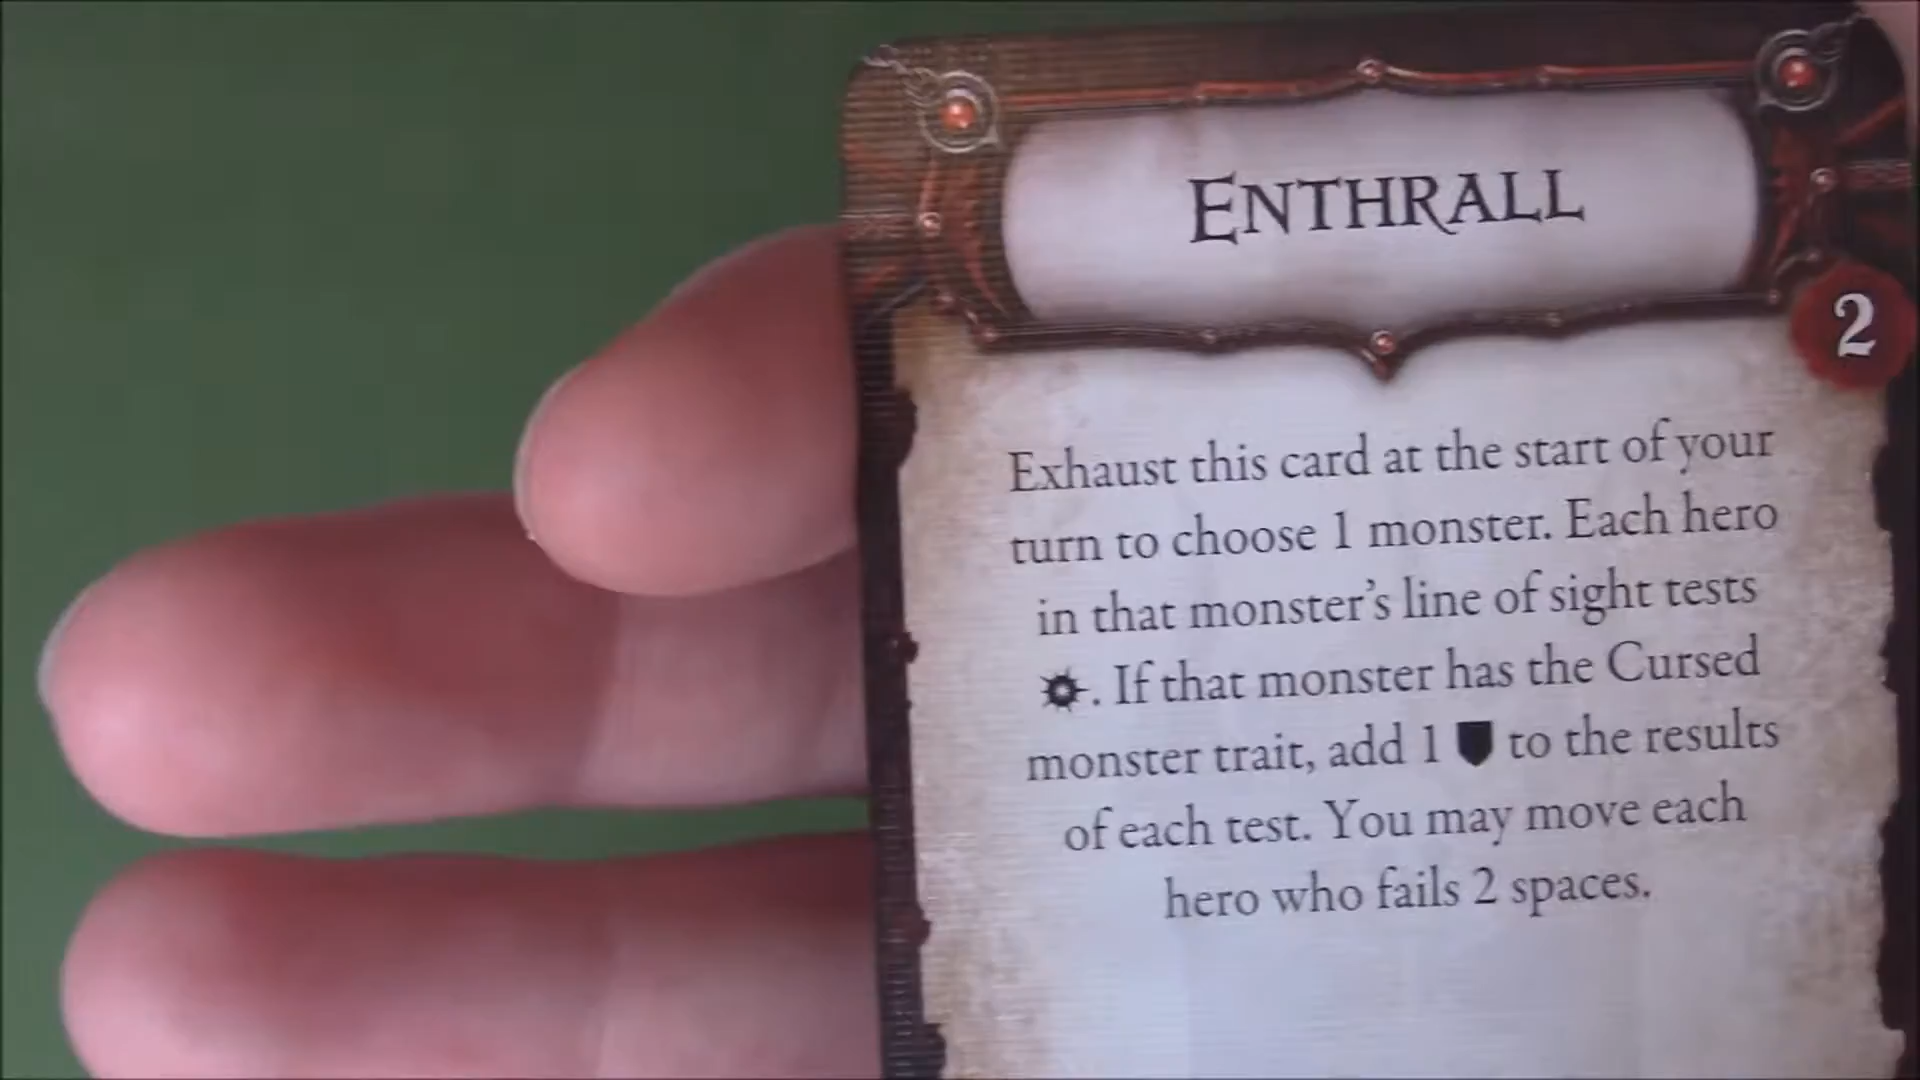 ENTHRALL
2
Exhaust this card at the start of your
turn to choose 1 monster. Each hero
in that monster's line of sight tests
. If that monster has the Cursed
monster trait, add 1 to the results
of each test. You may move each
hero who fails 2 spaces.